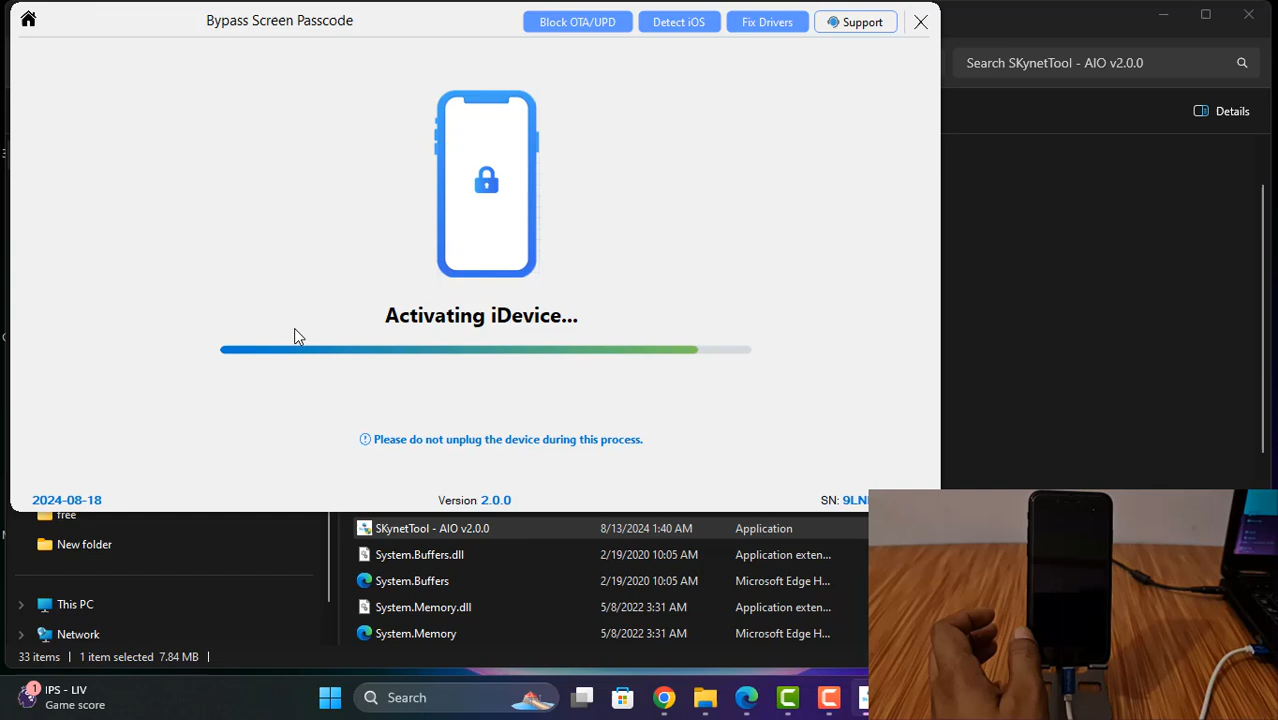 Bypass Screen Passcode
Block OTA/UPD
Detect iOS
Fix Drivers
Support
Search SKynetTool - AIO v2.0.0
Details
Activating iDevice...
Please do not unplug the device during this process.
2024-08-18
Version 2.0.0
SN: 9LN
free
New folder
This PC
Network
SKynetTool - AIO v2.0.0 8/13/2024 1:40 AM Application
System.Buffers.dll 2/19/2020 10:05 AM Application exten...
System.Buffers 2/19/2020 10:05 AM Microsoft Edge H...
System.Memory.dll 5/8/2022 3:31 AM Application exten...
System.Memory 5/8/2022 3:31 AM Microsoft Edge H...
33 items 1 item selected 7.84 MB
1
IPS - LIV
Game score
Search